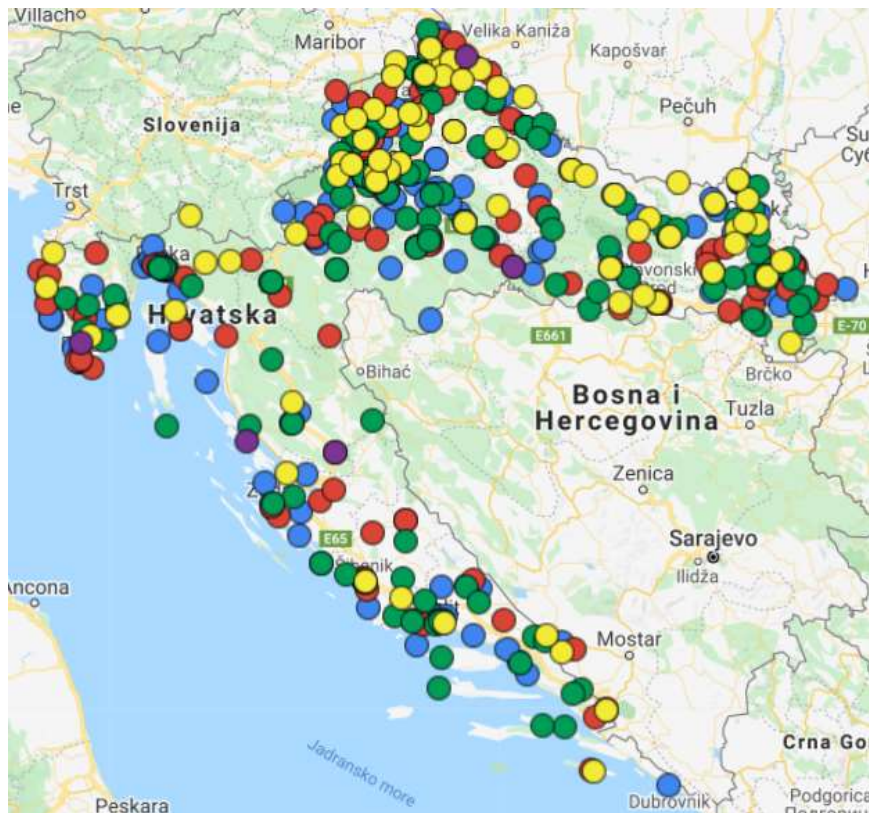 Villach
Maribor
Velika Kaniža
Kapošvar
Slovenija
Pečuh
Trst
Hrvatska
E661
E-70
Brčko
Bihać
Bosna i
Hercegovina
Tuzla
Zenica
E65
Sarajevo
Ilidža
Ancona
Mostar
Crna Go
Jadransko more
Dubrovnik
Podgorica
Peskara